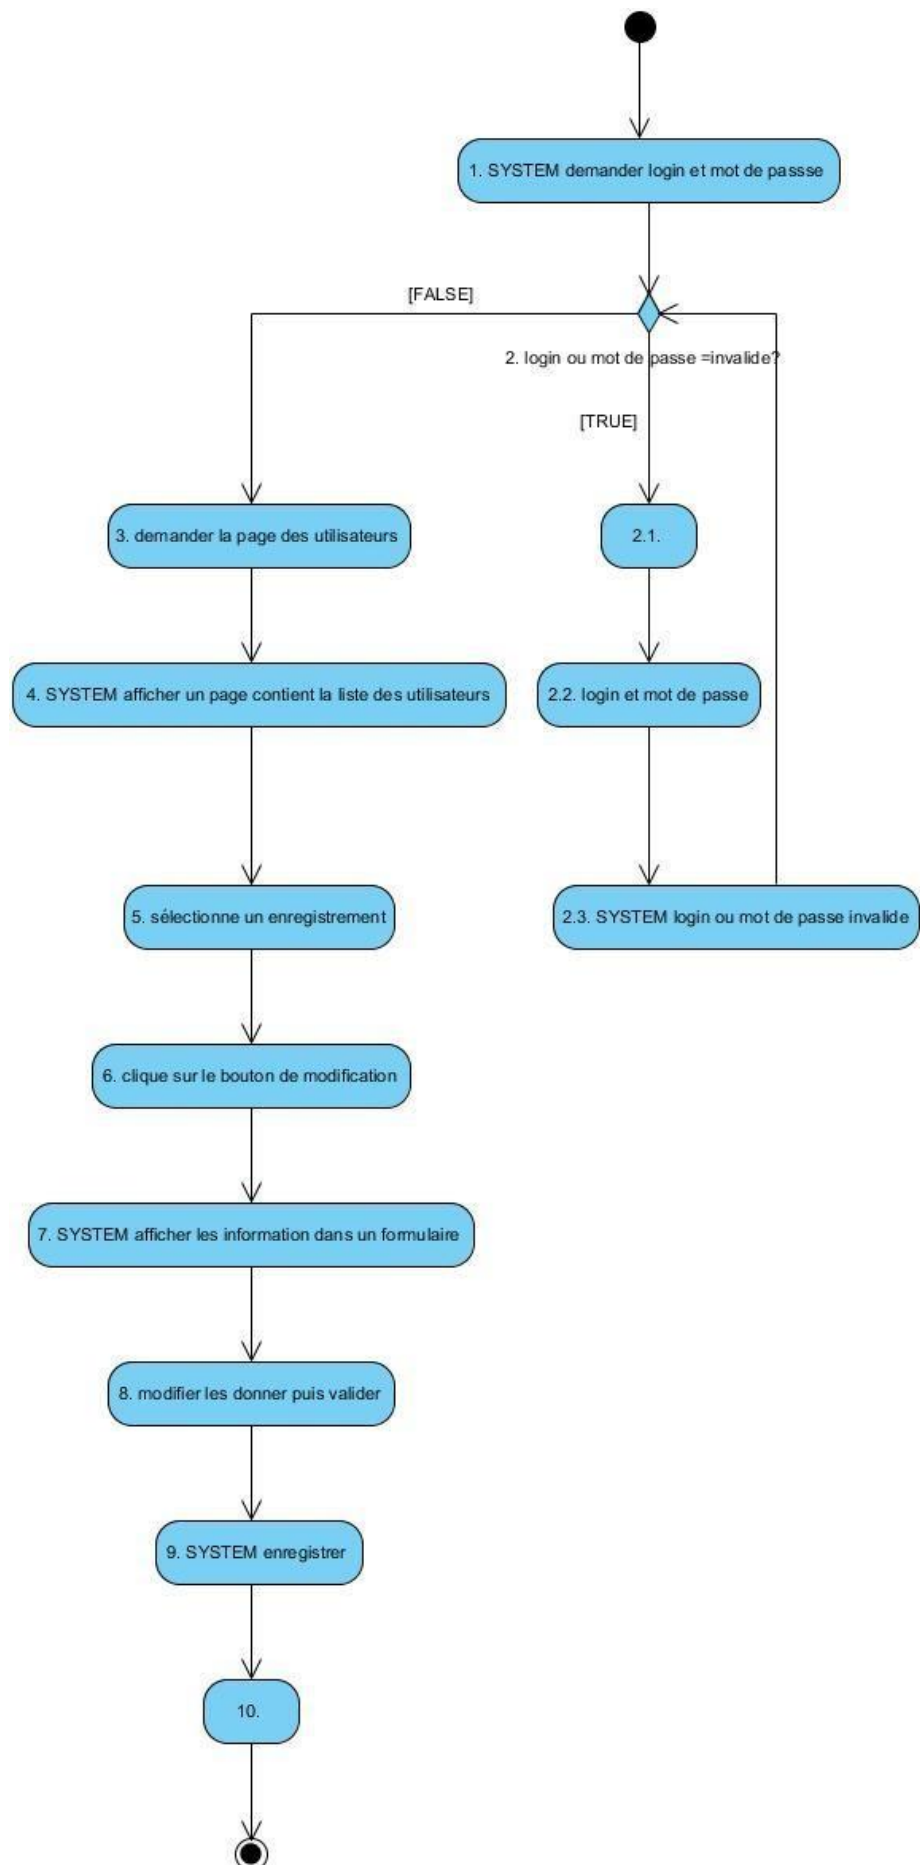 1. SYSTEM demander login et mot de passse
[FALSE]
2. login ou mot de passe =invalide?
[TRUE]
3. demander la page des utilisateurs
2.1.
4. SYSTEM afficher un page contient la liste des utilisateurs
2.2. login et mot de passe
5. sélectionne un enregistrement
2.3. SYSTEM login ou mot de passe invalide
6. clique sur le bouton de modification
7. SYSTEM afficher les information dans un formulaire
8. modifier les donner puis valider
9. SYSTEM enregistrer
10.